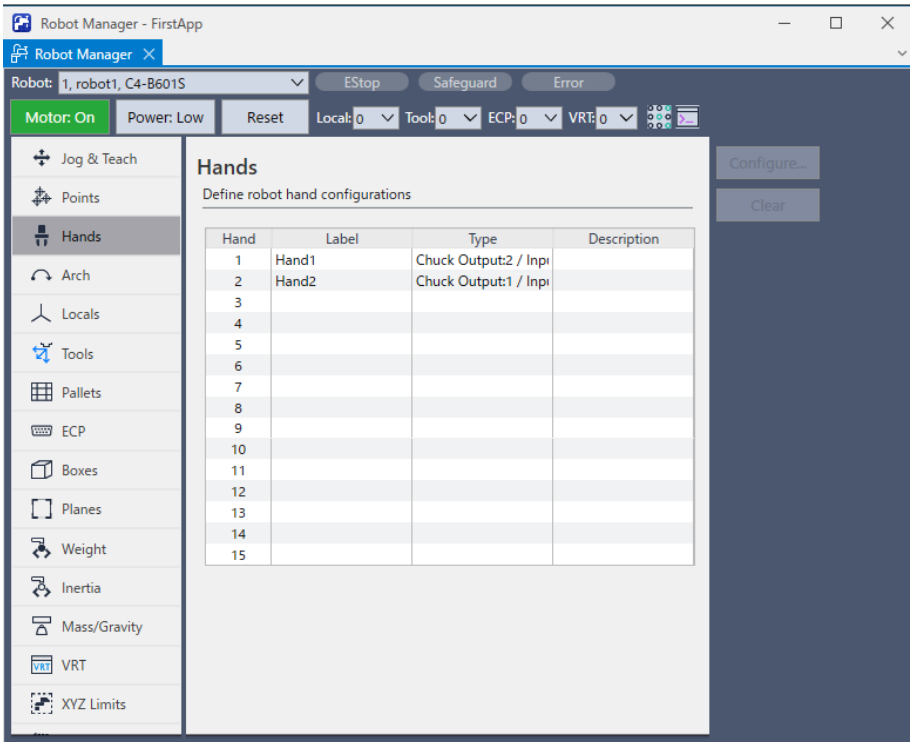 Robot Manager - FirstApp
Robot Manager
Robot: 1, robot1, C4-B601S EStop Safeguard Error
Motor: On Power: Low Reset Local: 0 Tool: 0 ECP: 0 VRT: 0
Jog & Teach
Points
Hands
Arch
Locals
Tools
Pallets
ECP
Boxes
Planes
Weight
Inertia
Mass/Gravity
VRT VRT
XYZ Limits
Hands
Define robot hand configurations
Hand Label Type Description
1 Hand1 Chuck Output:2 / Inpu
2 Hand2 Chuck Output:1 / Inpu
3
4
5
6
7
8
9
10
11
12
13
14
15
Configure...
Clear